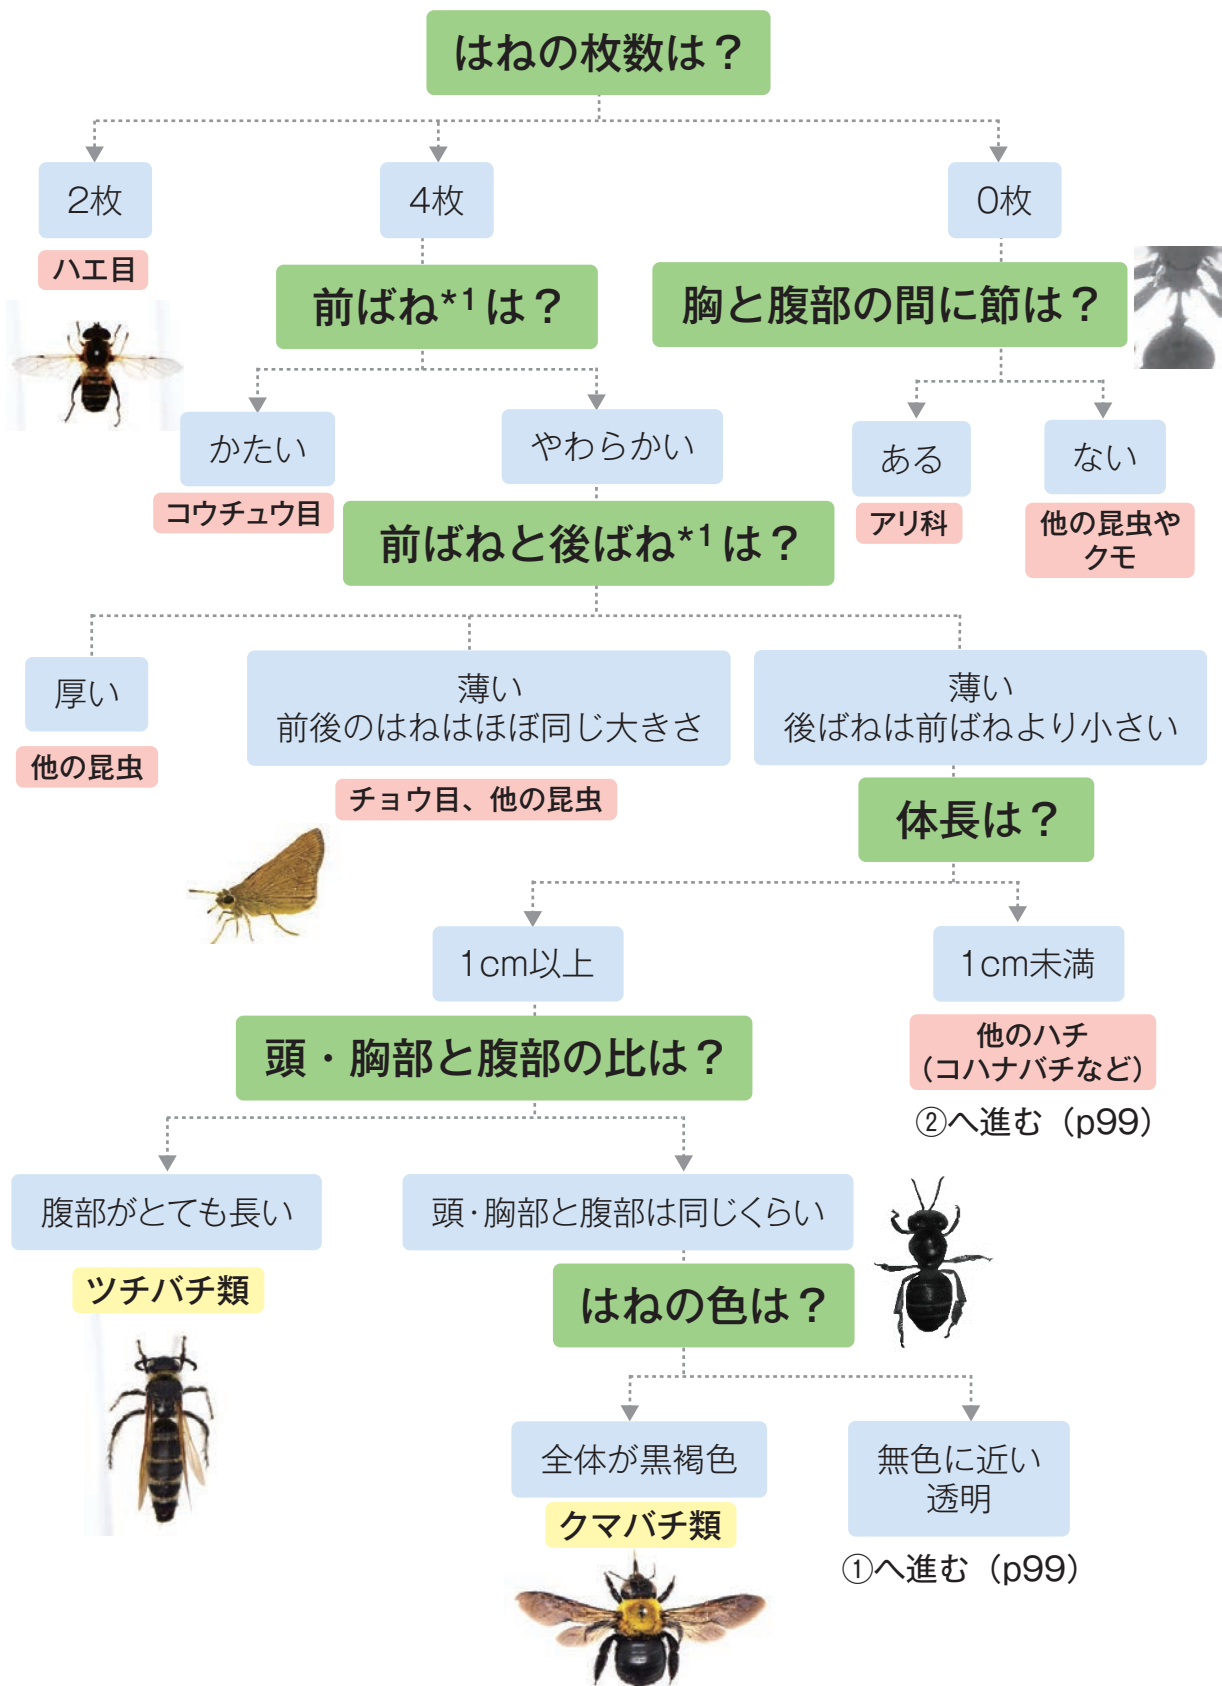 はねの枚数は？
2枚
4枚
0枚
ハエ目
前ばね*1は？
胸と腹部の間に節は？
かたい
やわらかい
ある
ない
コウチュウ目
アリ科
他の昆虫や
クモ
前ばねと後ばね*1は？
厚い
薄い
前後のはねはほぼ同じ大きさ
薄い
後ばねは前ばねより小さい
他の昆虫
チョウ目、他の昆虫
体長は？
1cm以上
1cm未満
他のハチ
（コハナバチなど）
②へ進む（p99）
頭・胸部と腹部の比は？
腹部がとても長い
頭・胸部と腹部は同じくらい
ツチバチ類
はねの色は？
全体が黒褐色
無色に近い
透明
クマバチ類
①へ進む（p99）